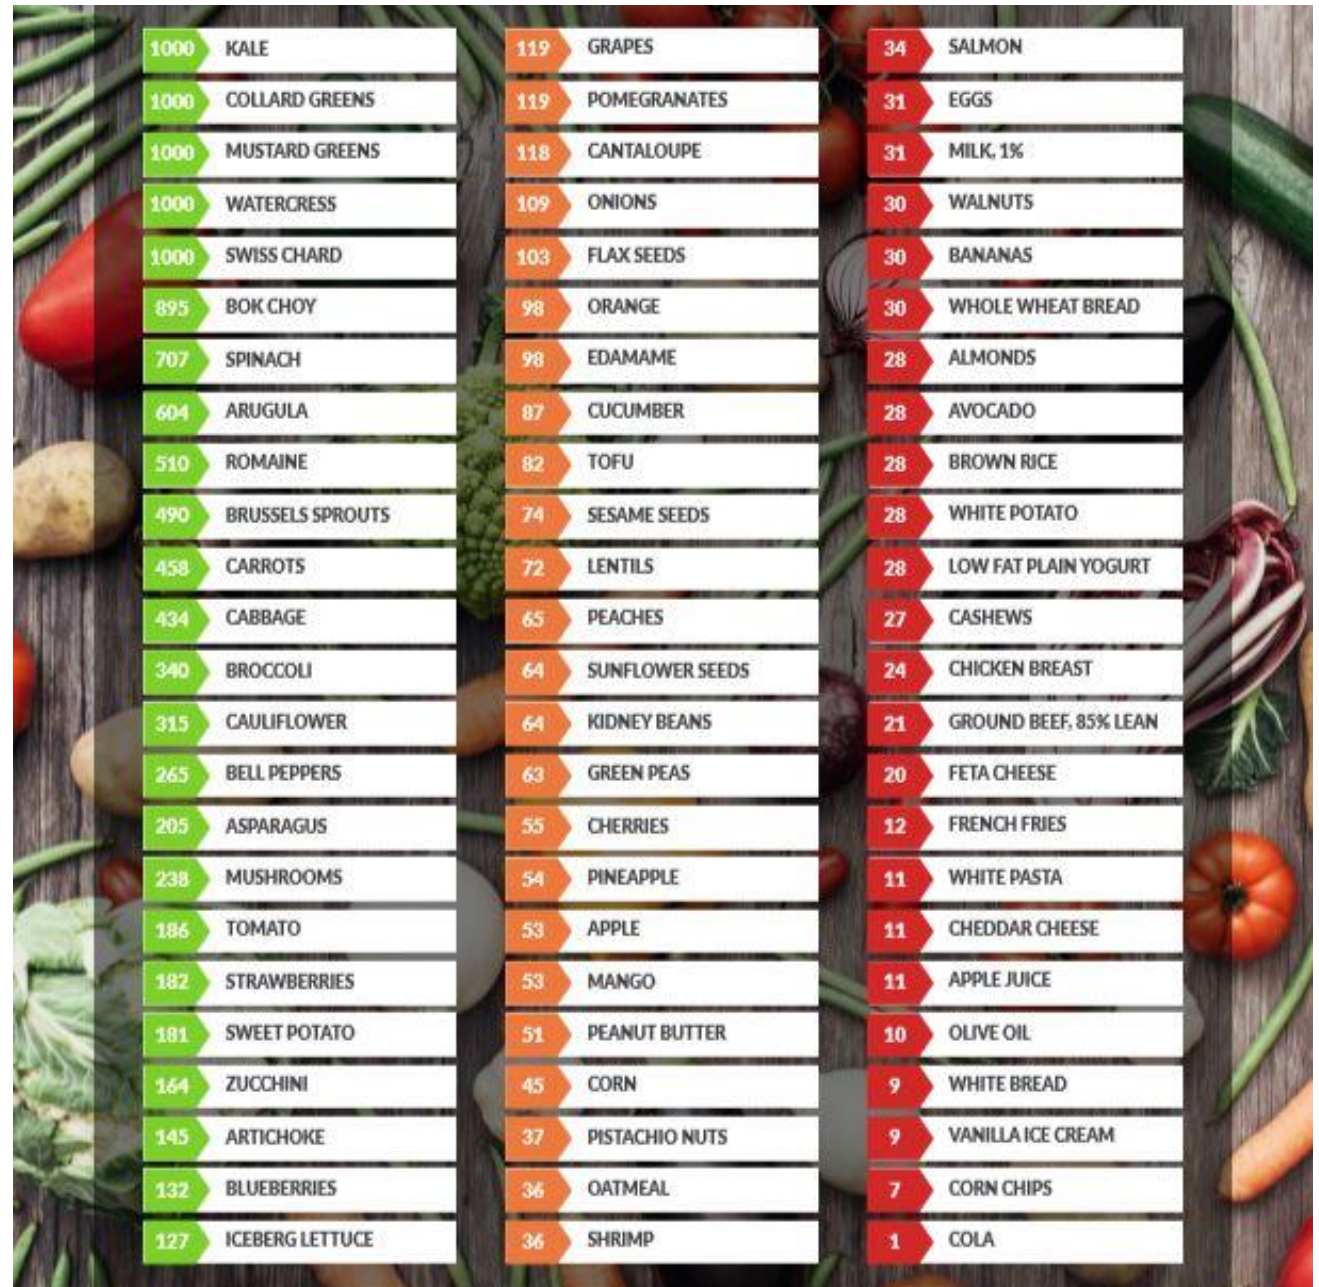 1000 KALE
1000 COLLARD GREENS
1000 MUSTARD GREENS
1000 WATERCRESS
1000 SWISS CHARD
895 BOK CHOY
707 SPINACH
604 ARUGULA
510 ROMAINE
490 BRUSSELS SPROUTS
458 CARROTS
434 CABBAGE
340 BROCCOLI
315 CAULIFLOWER
265 BELL PEPPERS
205 ASPARAGUS
238 MUSHROOMS
186 TOMATO
182 STRAWBERRIES
181 SWEET POTATO
164 ZUCCHINI
145 ARTICHOKE
132 BLUEBERRIES
127 ICEBERG LETTUCE
119 GRAPES
119 POMEGRANATES
118 CANTALOUPE
109 ONIONS
103 FLAX SEEDS
98 ORANGE
98 EDAMAME
87 CUCUMBER
82 TOFU
74 SESAME SEEDS
72 LENTILS
65 PEACHES
64 SUNFLOWER SEEDS
64 KIDNEY BEANS
63 GREEN PEAS
55 CHERRIES
54 PINEAPPLE
53 APPLE
53 MANGO
51 PEANUT BUTTER
45 CORN
37 PISTACHIO NUTS
36 OATMEAL
36 SHRIMP
34 SALMON
31 EGGS
31 MILK, 1%
30 WALNUTS
30 BANANAS
30 WHOLE WHEAT BREAD
28 ALMONDS
28 AVOCADO
28 BROWN RICE
28 WHITE POTATO
28 LOW FAT PLAIN YOGURT
27 CASHEWS
24 CHICKEN BREAST
21 GROUND BEEF, 85% LEAN
20 FETA CHEESE
12 FRENCH FRIES
11 WHITE PASTA
11 CHEDDAR CHEESE
11 APPLE JUICE
10 OLIVE OIL
9 WHITE BREAD
9 VANILLA ICE CREAM
7 CORN CHIPS
1 COLA